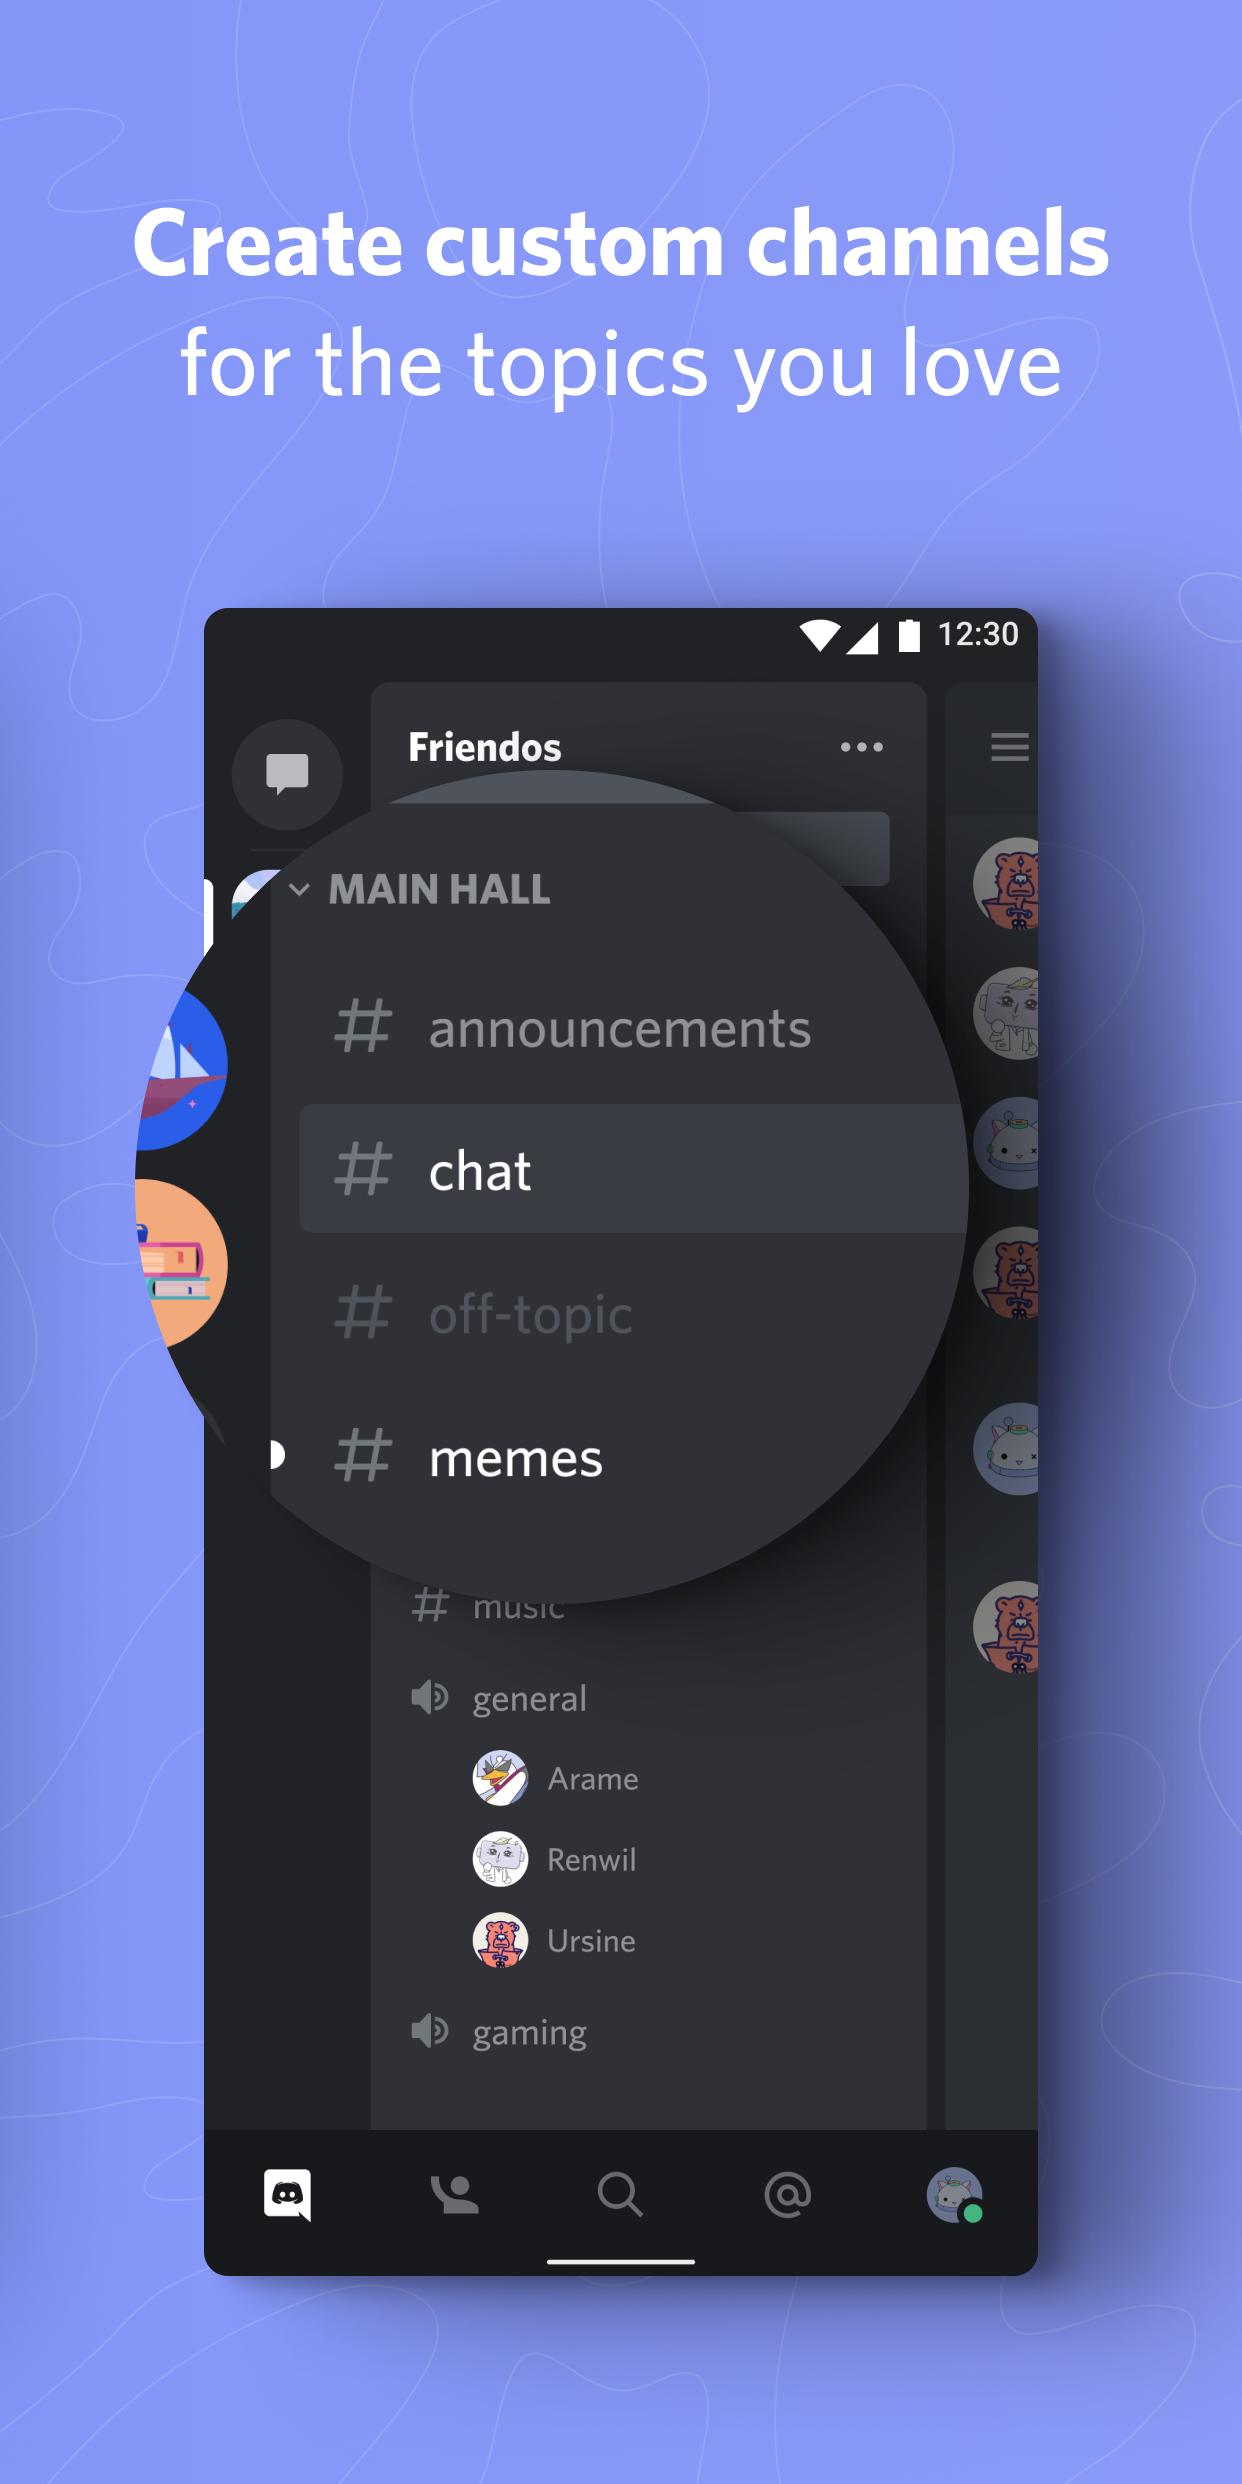 Create custom channels
for the topics you love
12:30
Friendos
MAIN HALL
# announcements
# chat
# off-topic
# memes
# music
general
Arame
Renwil
Ursine
gaming